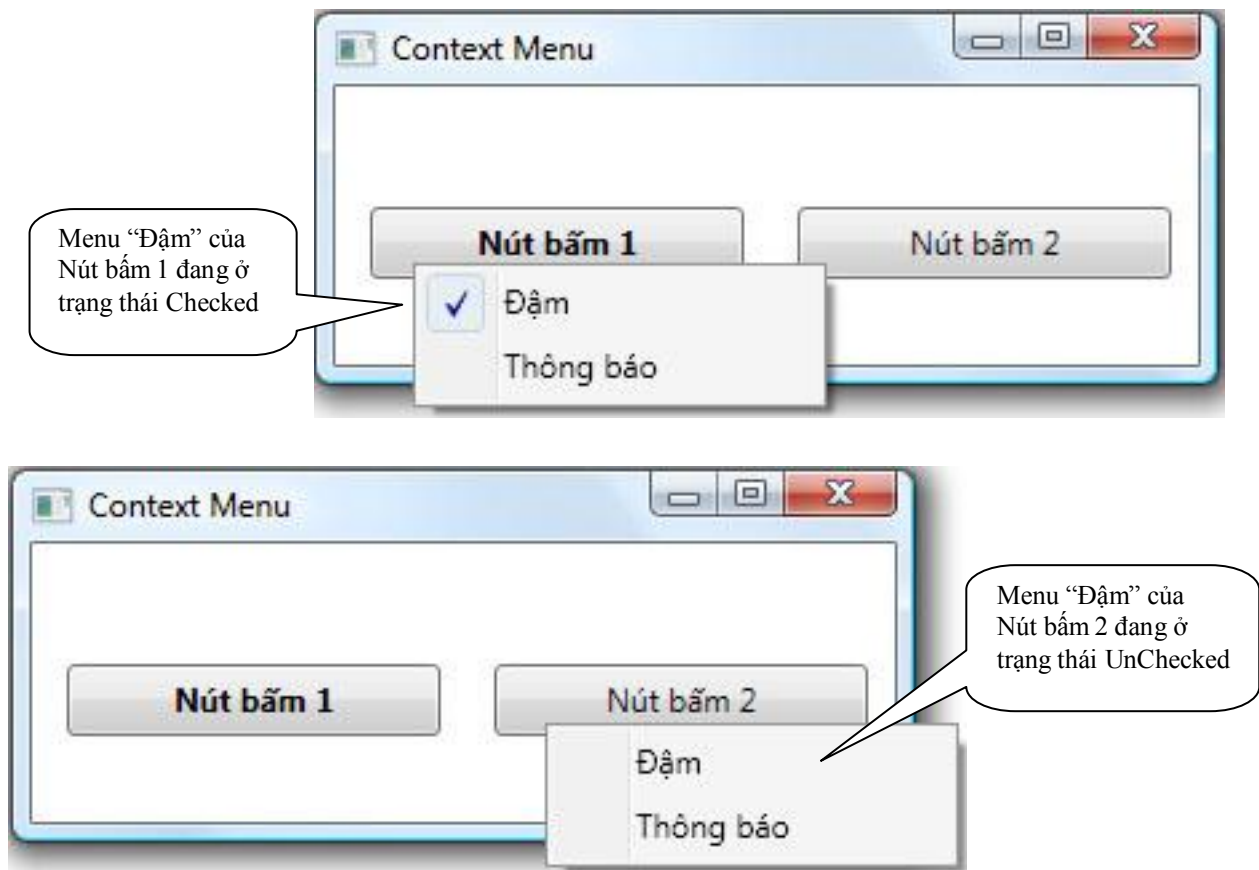 Context Menu
Menu “Đậm” của
Nút bấm 1 đang ở
trạng thái Checked
Nút bấm 1
Nút bấm 2
Đậm
Thông báo
Context Menu
Nút bấm 1
Nút bấm 2
Menu “Đậm” của
Nút bấm 2 đang ở
trạng thái UnChecked
Đậm
Thông báo